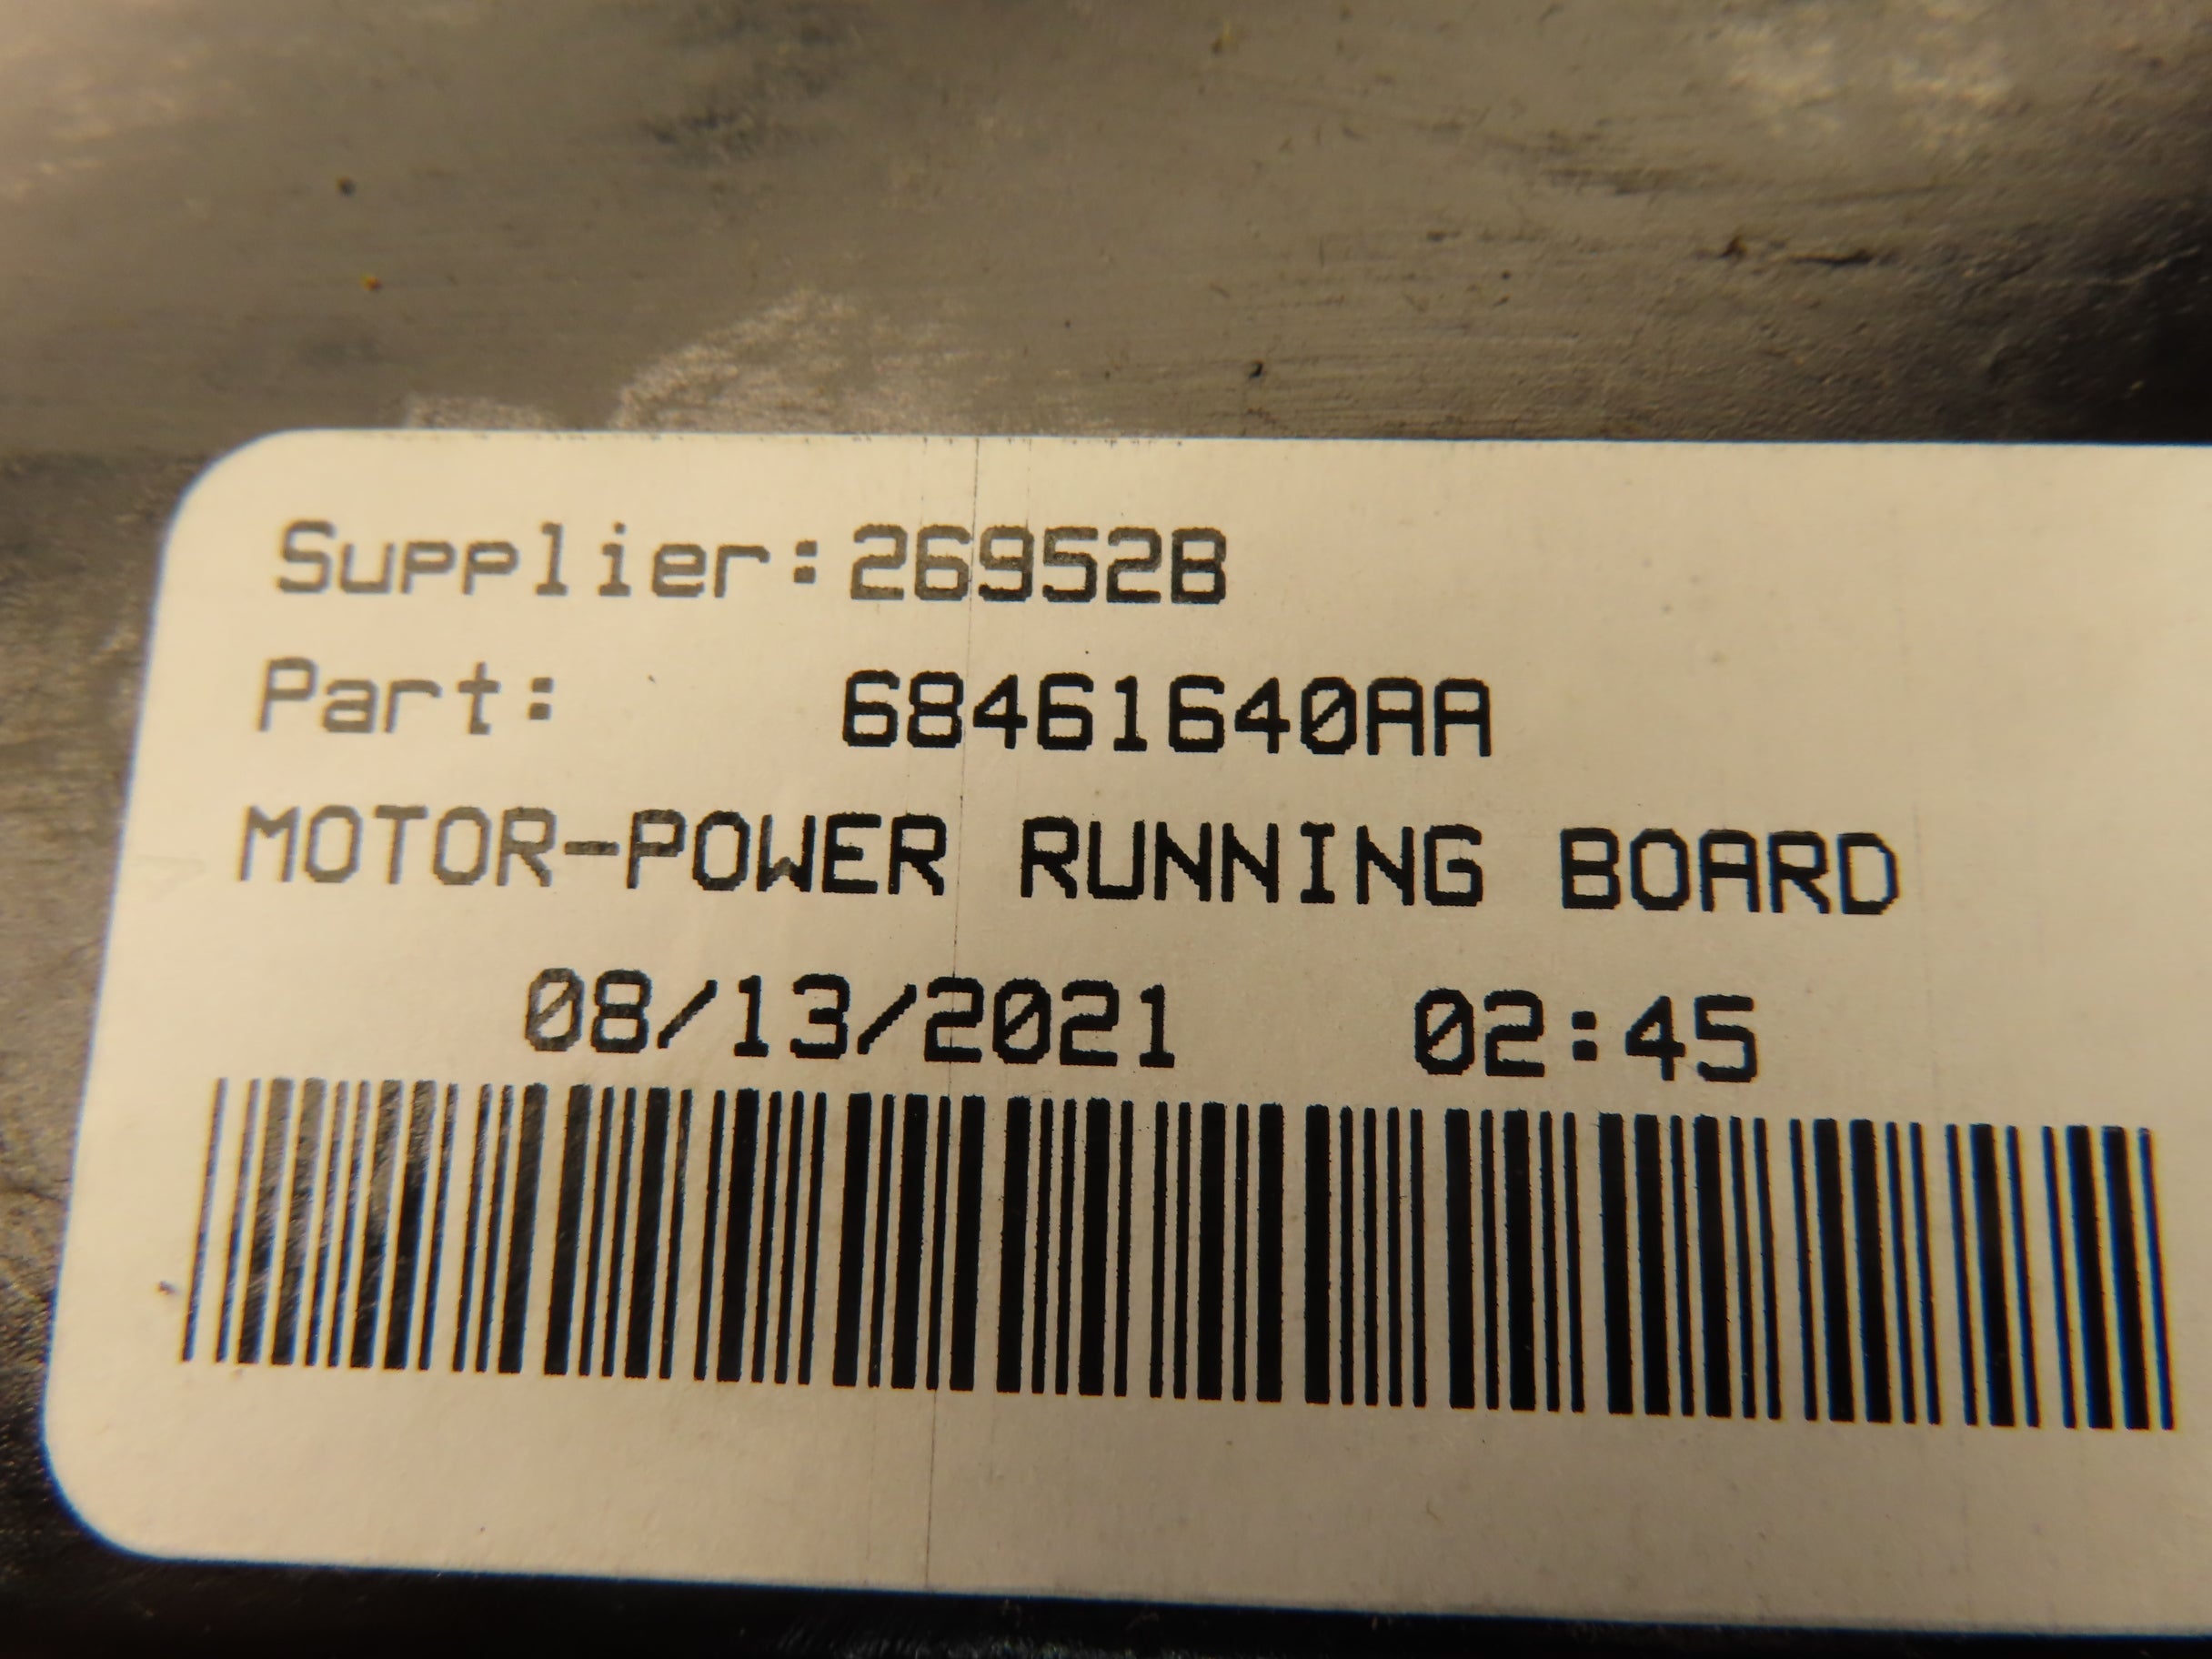 Supplier:26952B
Part: 68461640AA
MOTOR-POWER RUNNING BOARD
08/13/2021 02:45